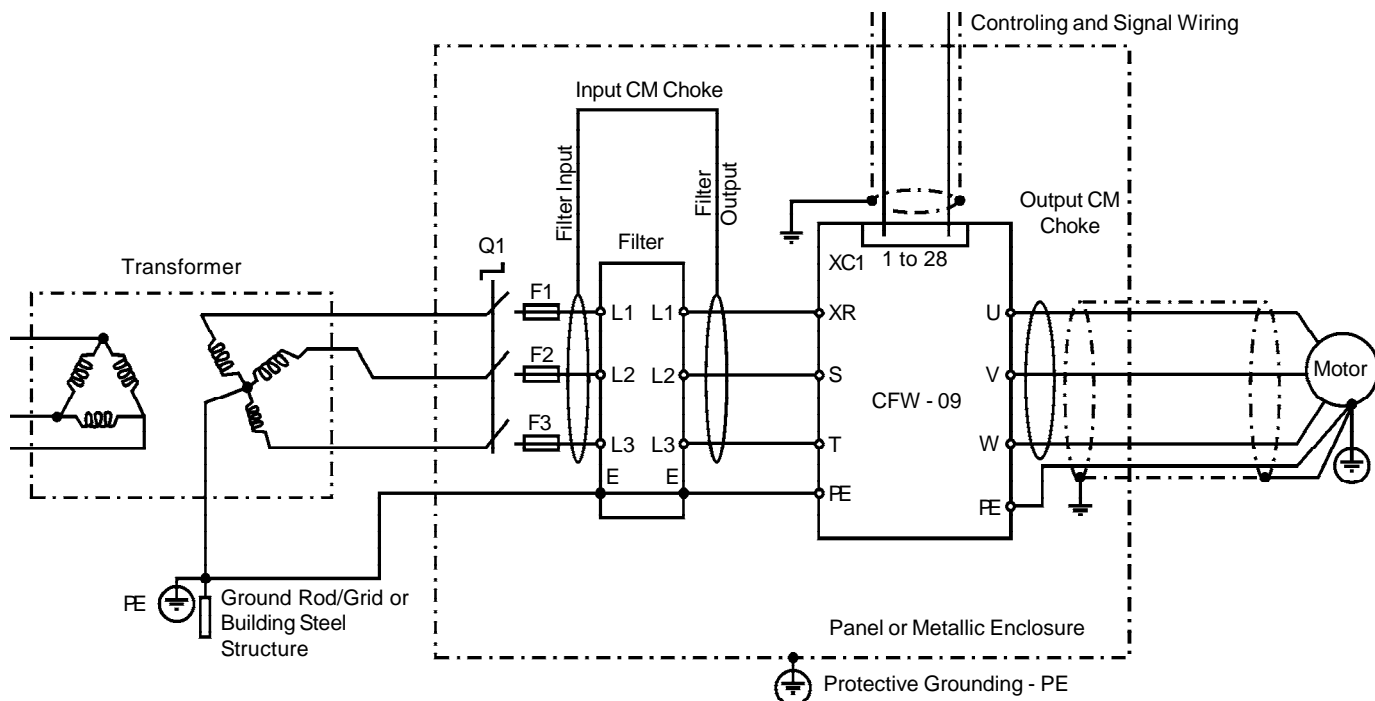 Controling and Signal Wiring
Input CM Choke
Filter Input
Filter
Output
Output CM
Choke
Transformer
Q1
Filter
XC1
1 to 28
F1
L1
L1
XR
U
F2
L2
L2
S
V
Motor
CFW - 09
F3
L3
L3
T
W
E
E
PE
PE
PE
Ground Rod/Grid or
Building Steel
Structure
Panel or Metallic Enclosure
Protective Grounding - PE